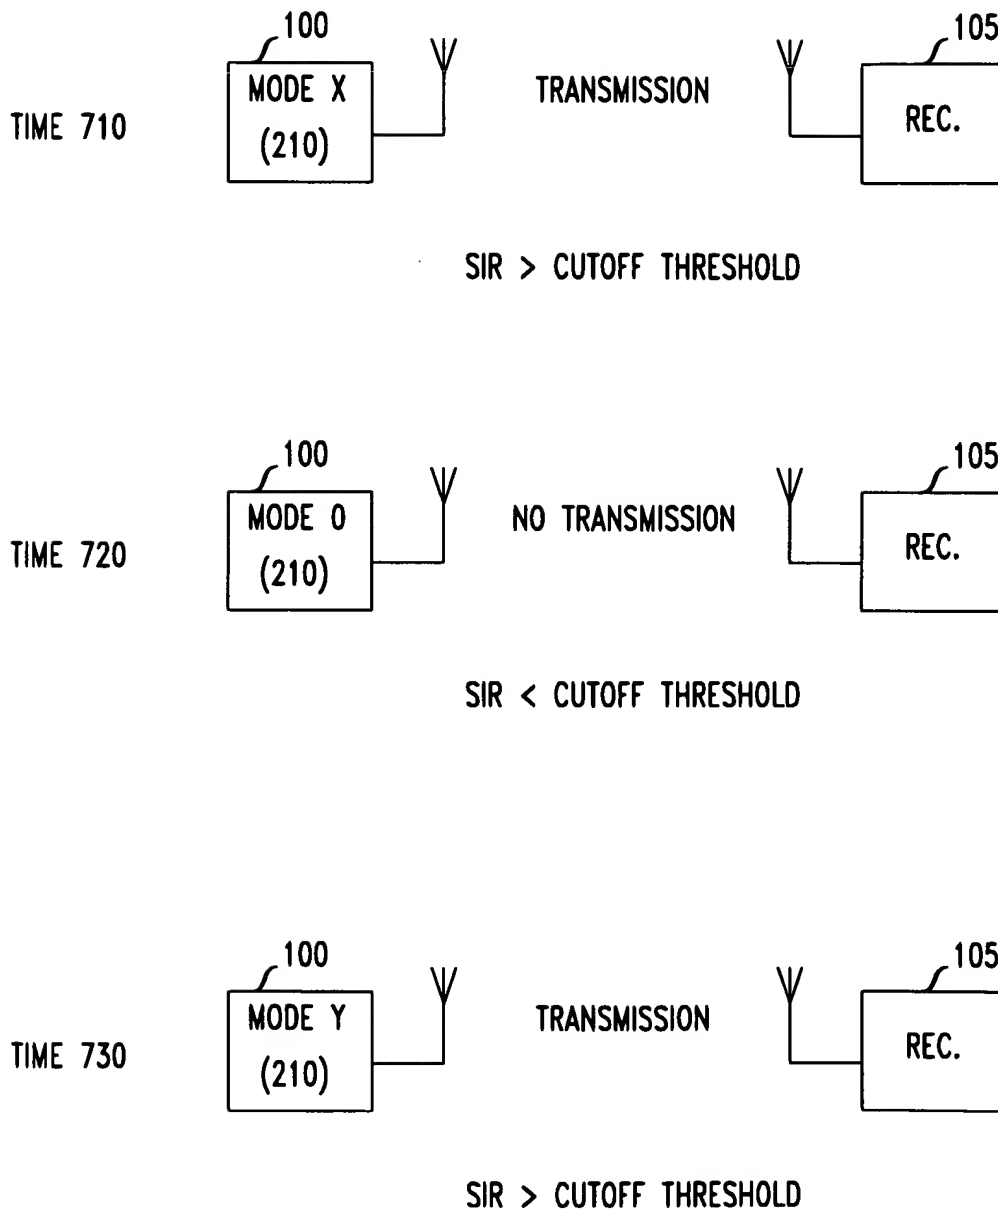 100
105
MODE X
TRANSMISSION
REC.
TIME 710
(210)
SIR > CUTOFF THRESHOLD
100
105
MODE 0
NO TRANSMISSION
REC.
TIME 720
(210)
SIR < CUTOFF THRESHOLD
100
105
MODE Y
TRANSMISSION
REC.
TIME 730
(210)
SIR > CUTOFF THRESHOLD